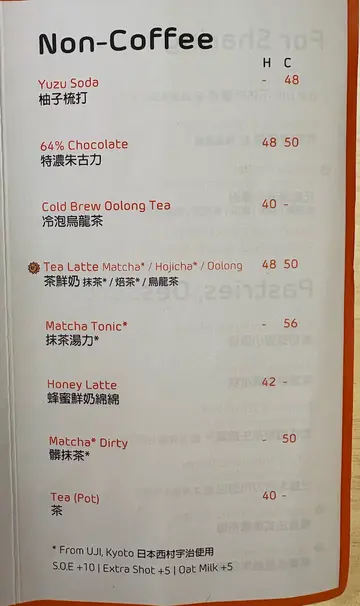 Non-Coffee
H C
Yuzu Soda - 48
柚子梳打
64% Chocolate 48 50
特濃朱古力
Cold Brew Oolong Tea 40 -
冷泡烏龍茶
Tea Latte Matcha* / Hojicha* / Oolong 48 50
茶鮮奶 抹茶* / 焙茶* / 烏龍茶
Matcha Tonic* - 56
抹茶湯力*
Honey Latte 42 -
蜂蜜鮮奶綿綿
Matcha* Dirty - 50
髒抹茶*
Tea (Pot) 40 -
茶
* From UJI, Kyoto 日本西村宇治使用
S.O.E +10 | Extra Shot +5 | Oat Milk +5